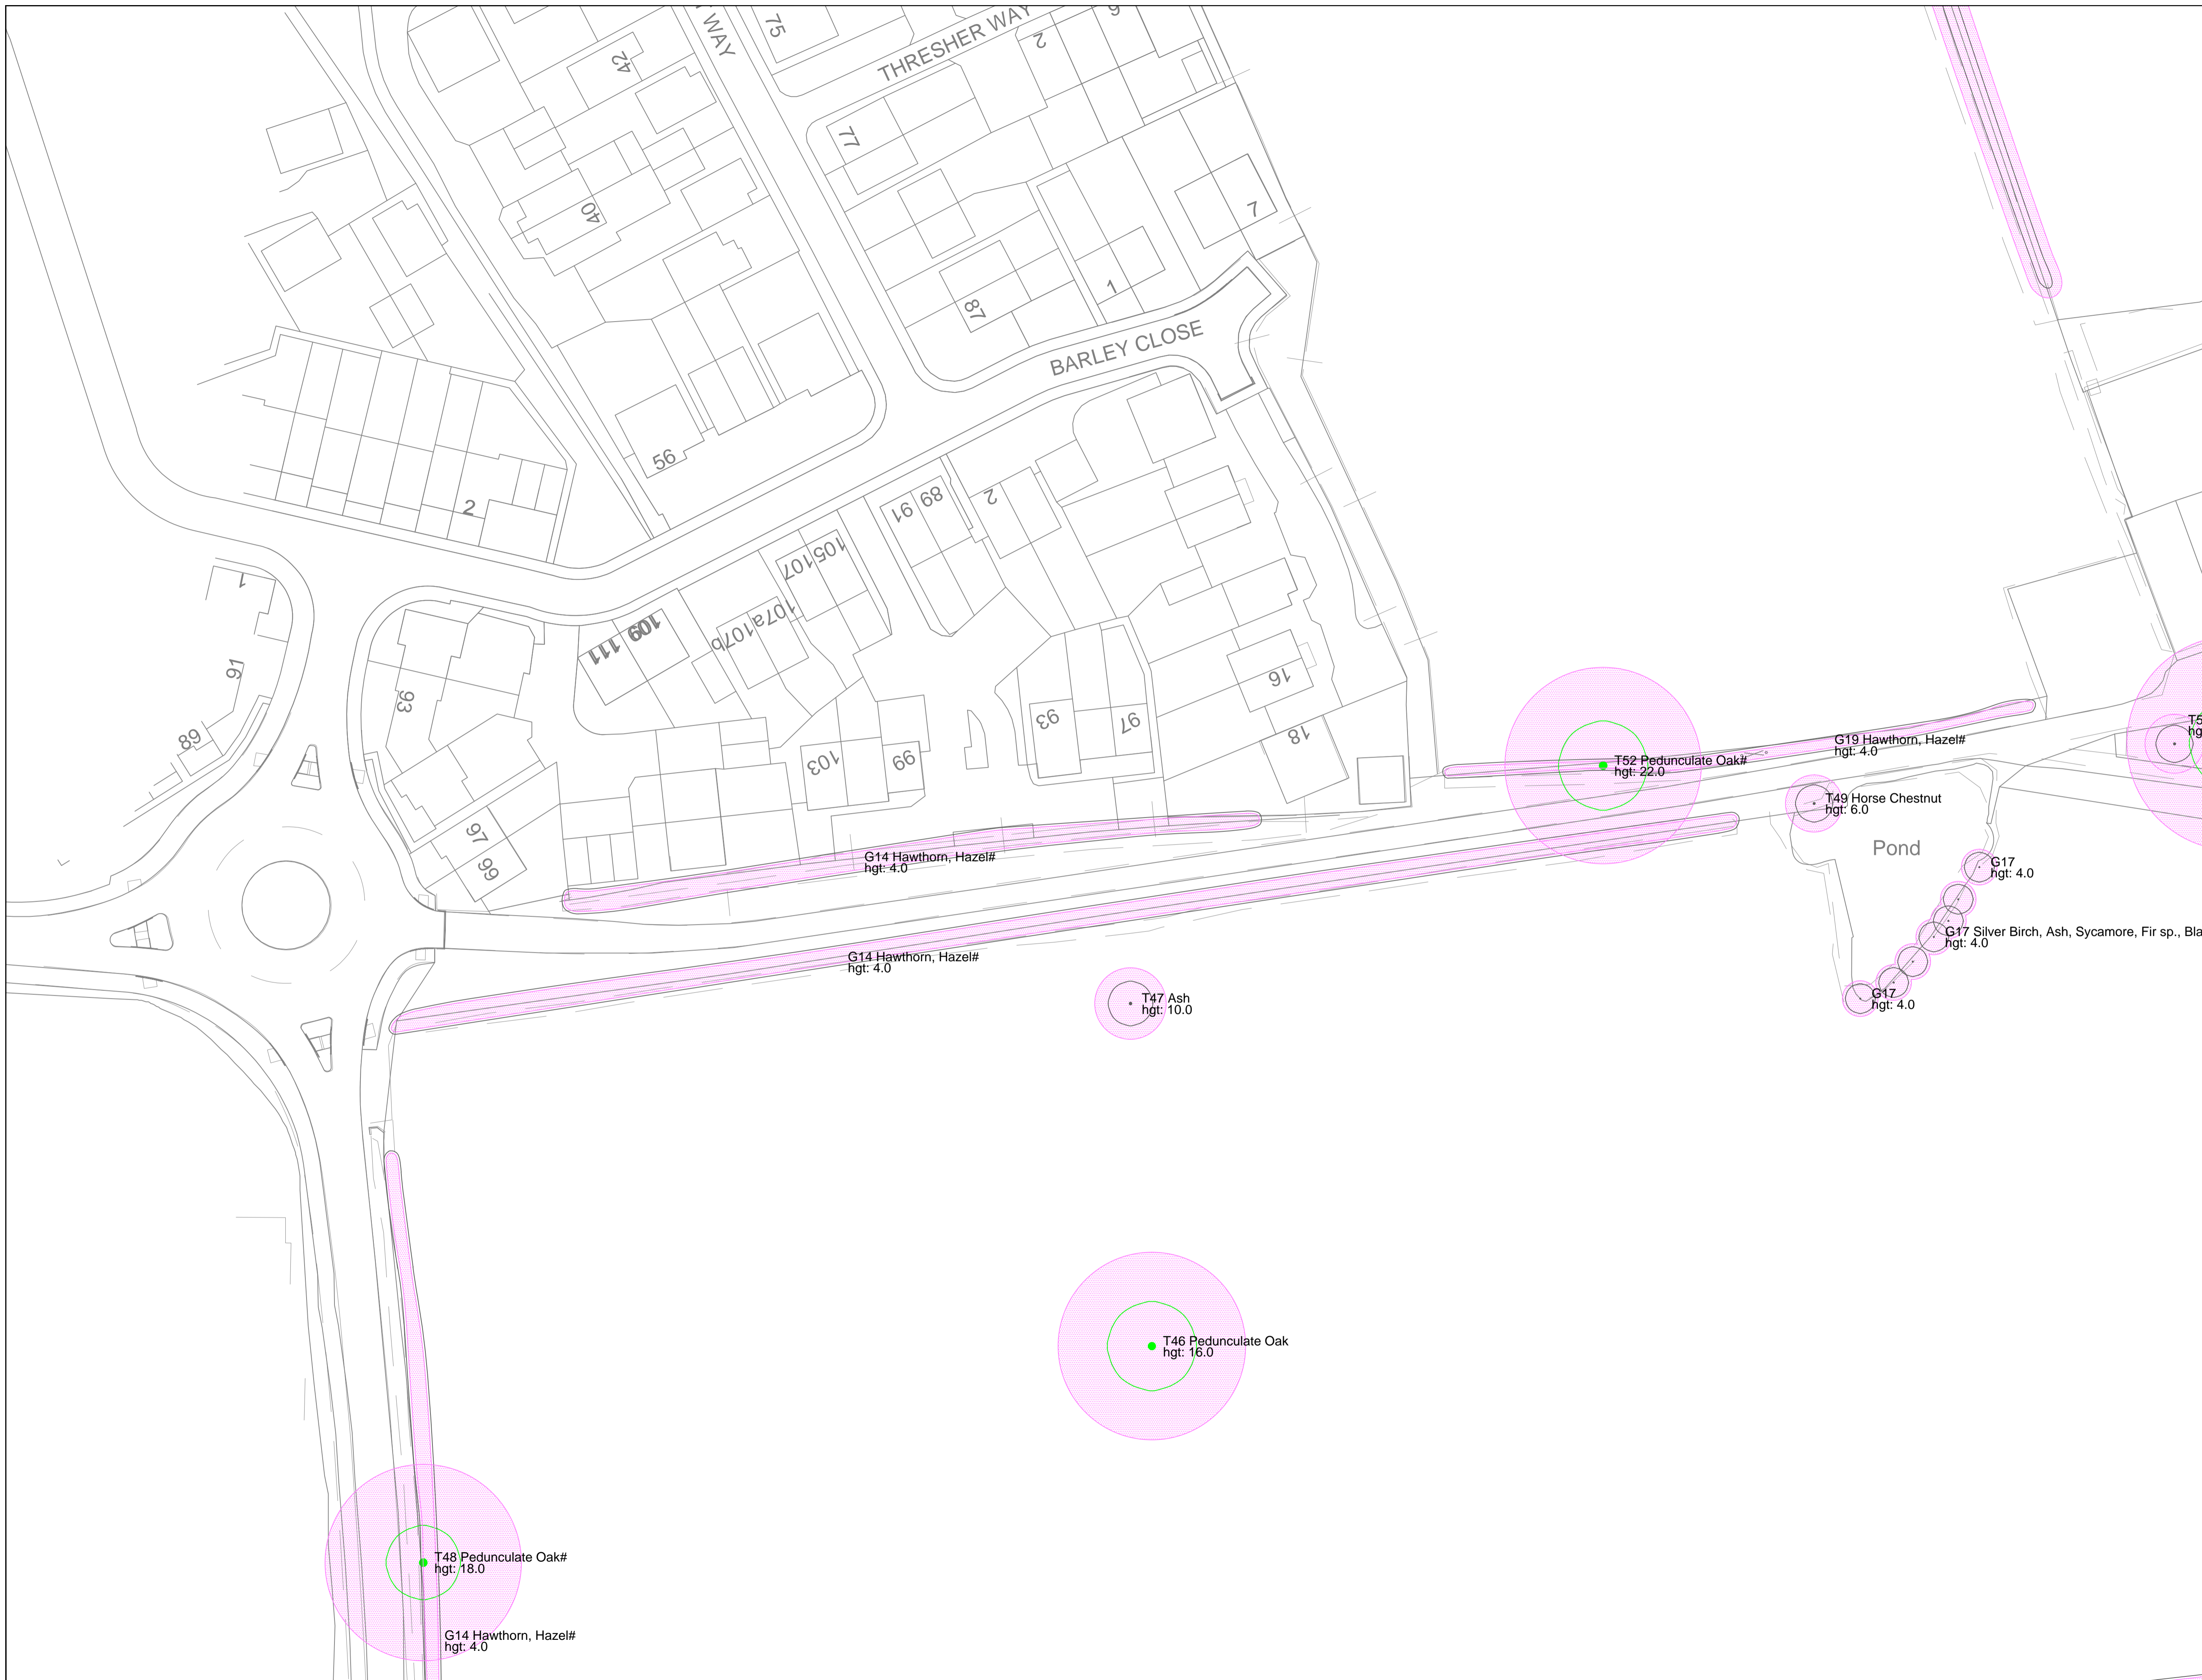 75
WAY
THRESHER WAY
9
2
42
77
40
7
1
87
BARLEY CLOSE
56
2
2
89
91
105
107
107a
107b
109
111
1
91
89
93
93
97
16
18
103
99
97
99
G19 Hawthorn, Hazel#
hgt: 4.0
T52 Pedunculate Oak#
hgt: 22.0
T49 Horse Chestnut
hgt: 6.0
Pond
G14 Hawthorn, Hazel#
hgt: 4.0
G17
hgt: 4.0
G17 Silver Birch, Ash, Sycamore, Fir sp., Bla
hgt: 4.0
G14 Hawthorn, Hazel#
hgt: 4.0
G17
hgt: 4.0
T47 Ash
hgt: 10.0
T46 Pedunculate Oak
hgt: 16.0
T48 Pedunculate Oak#
hgt: 18.0
G14 Hawthorn, Hazel#
hgt: 4.0